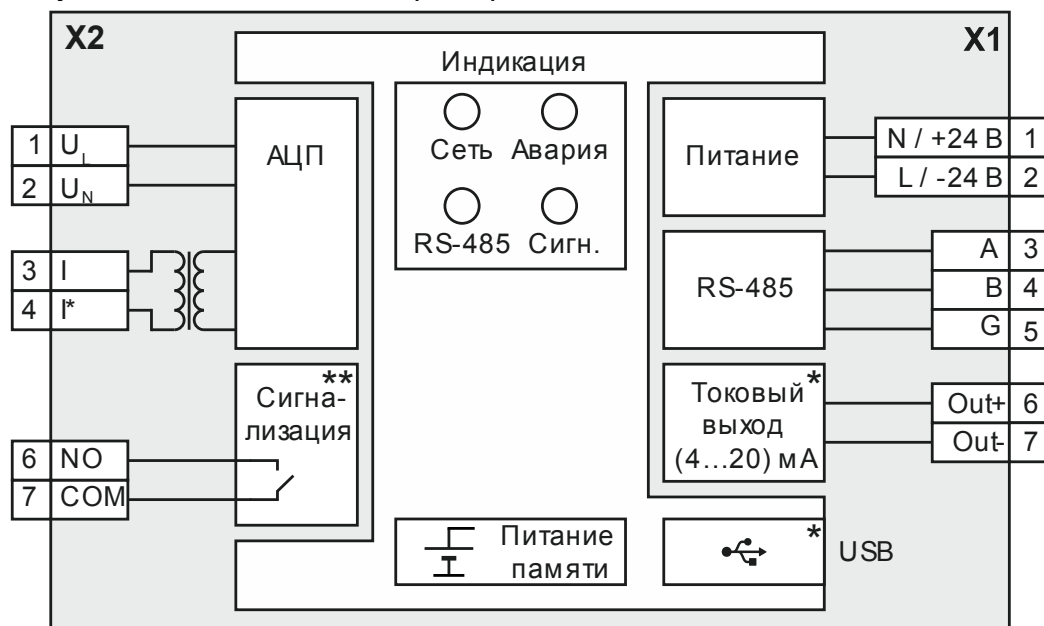 X2
X1
Индикация
Сеть Авария
RS-485 Сигн.
1 U_L
2 U_N
3 I
4 I*
6 NO
7 COM
АЦП
**
Сигна-
лизация
Питание
RS-485
*
Токовый
выход
(4...20) мА
N / +24 В 1
L / -24 В 2
A 3
B 4
G 5
Out+ 6
Out- 7
Питание
памяти
*
USB